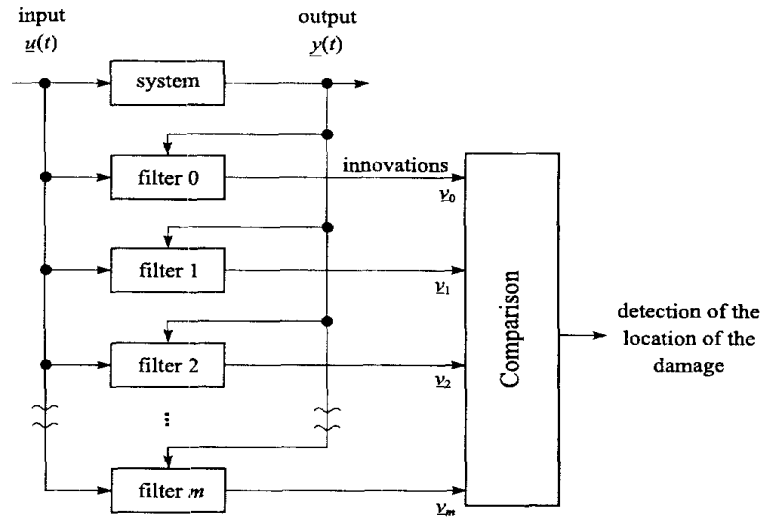 input
output
u(t)
y(t)
system
filter 0
innovations
ν₀
filter 1
ν₁
filter 2
ν₂
...
filter m
νₘ
Comparison
detection of the
location of the
damage